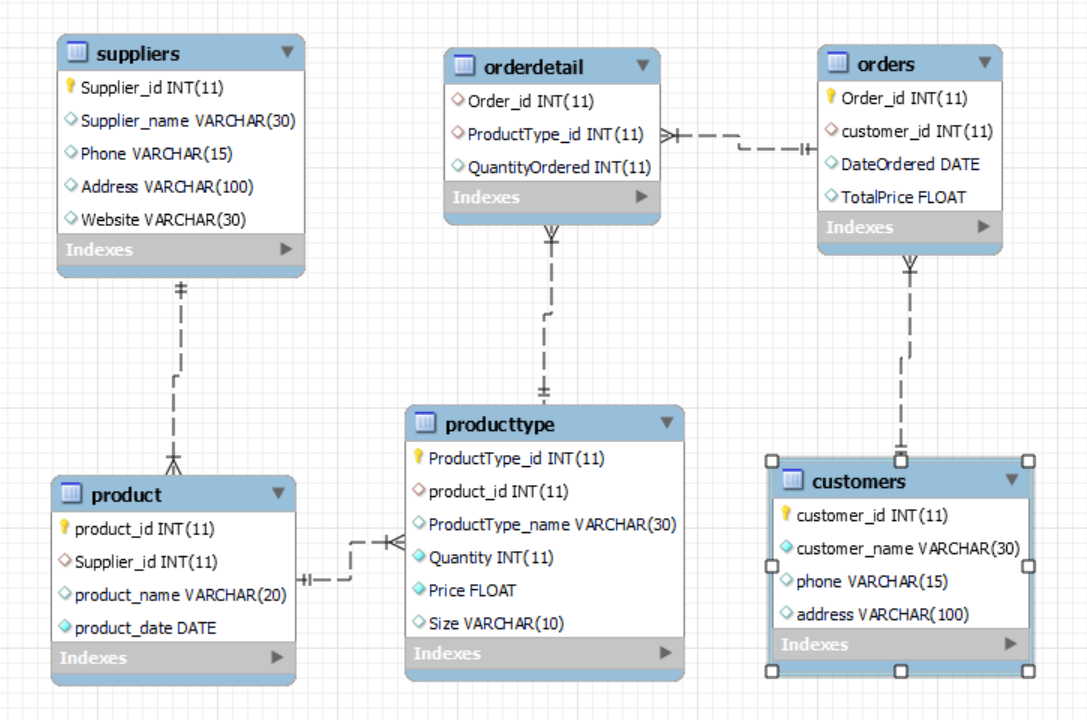 suppliers
Supplier_id INT(11)
Supplier_name VARCHAR(30)
Phone VARCHAR(15)
Address VARCHAR(100)
Website VARCHAR(30)
Indexes
orderdetail
Order_id INT(11)
ProductType_id INT(11)
QuantityOrdered INT(11)
Indexes
orders
Order_id INT(11)
customer_id INT(11)
DateOrdered DATE
TotalPrice FLOAT
Indexes
product
product_id INT(11)
Supplier_id INT(11)
product_name VARCHAR(20)
product_date DATE
Indexes
producttype
ProductType_id INT(11)
product_id INT(11)
ProductType_name VARCHAR(30)
Quantity INT(11)
Price FLOAT
Size VARCHAR(10)
Indexes
customers
customer_id INT(11)
customer_name VARCHAR(30)
phone VARCHAR(15)
address VARCHAR(100)
Indexes